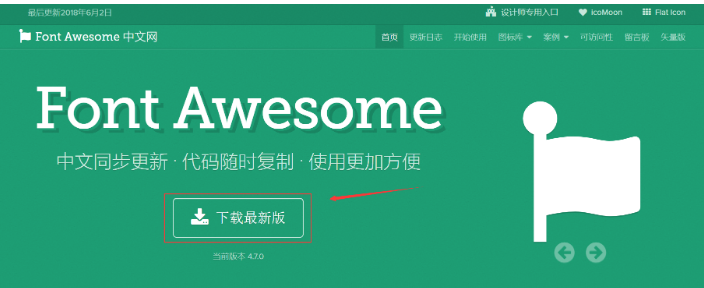 最后更新2018年6月2日 设计师专用入口 IcoMoon Flat Icon
Font Awesome 中文网 首页 更新日志 开始使用 图标库 案例 可访问性 留言板 矢量版
Font Awesome
中文同步更新 · 代码随时复制 · 使用更加方便
下载最新版
当前版本 4.7.0